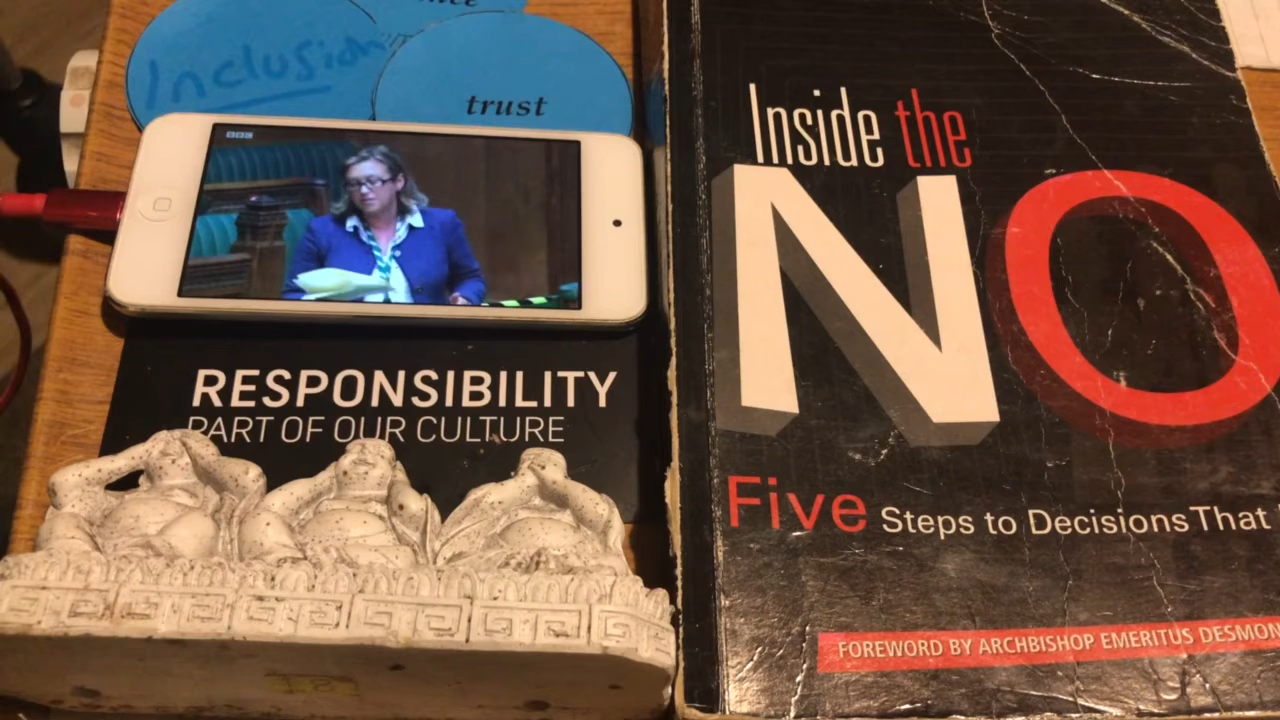 Inclusion
trust
BBC
RESPONSIBILITY
PART OF OUR CULTURE
Inside the
NO
Five Steps to Decisions That
FOREWORD BY ARCHBISHOP EMERITUS DESMON